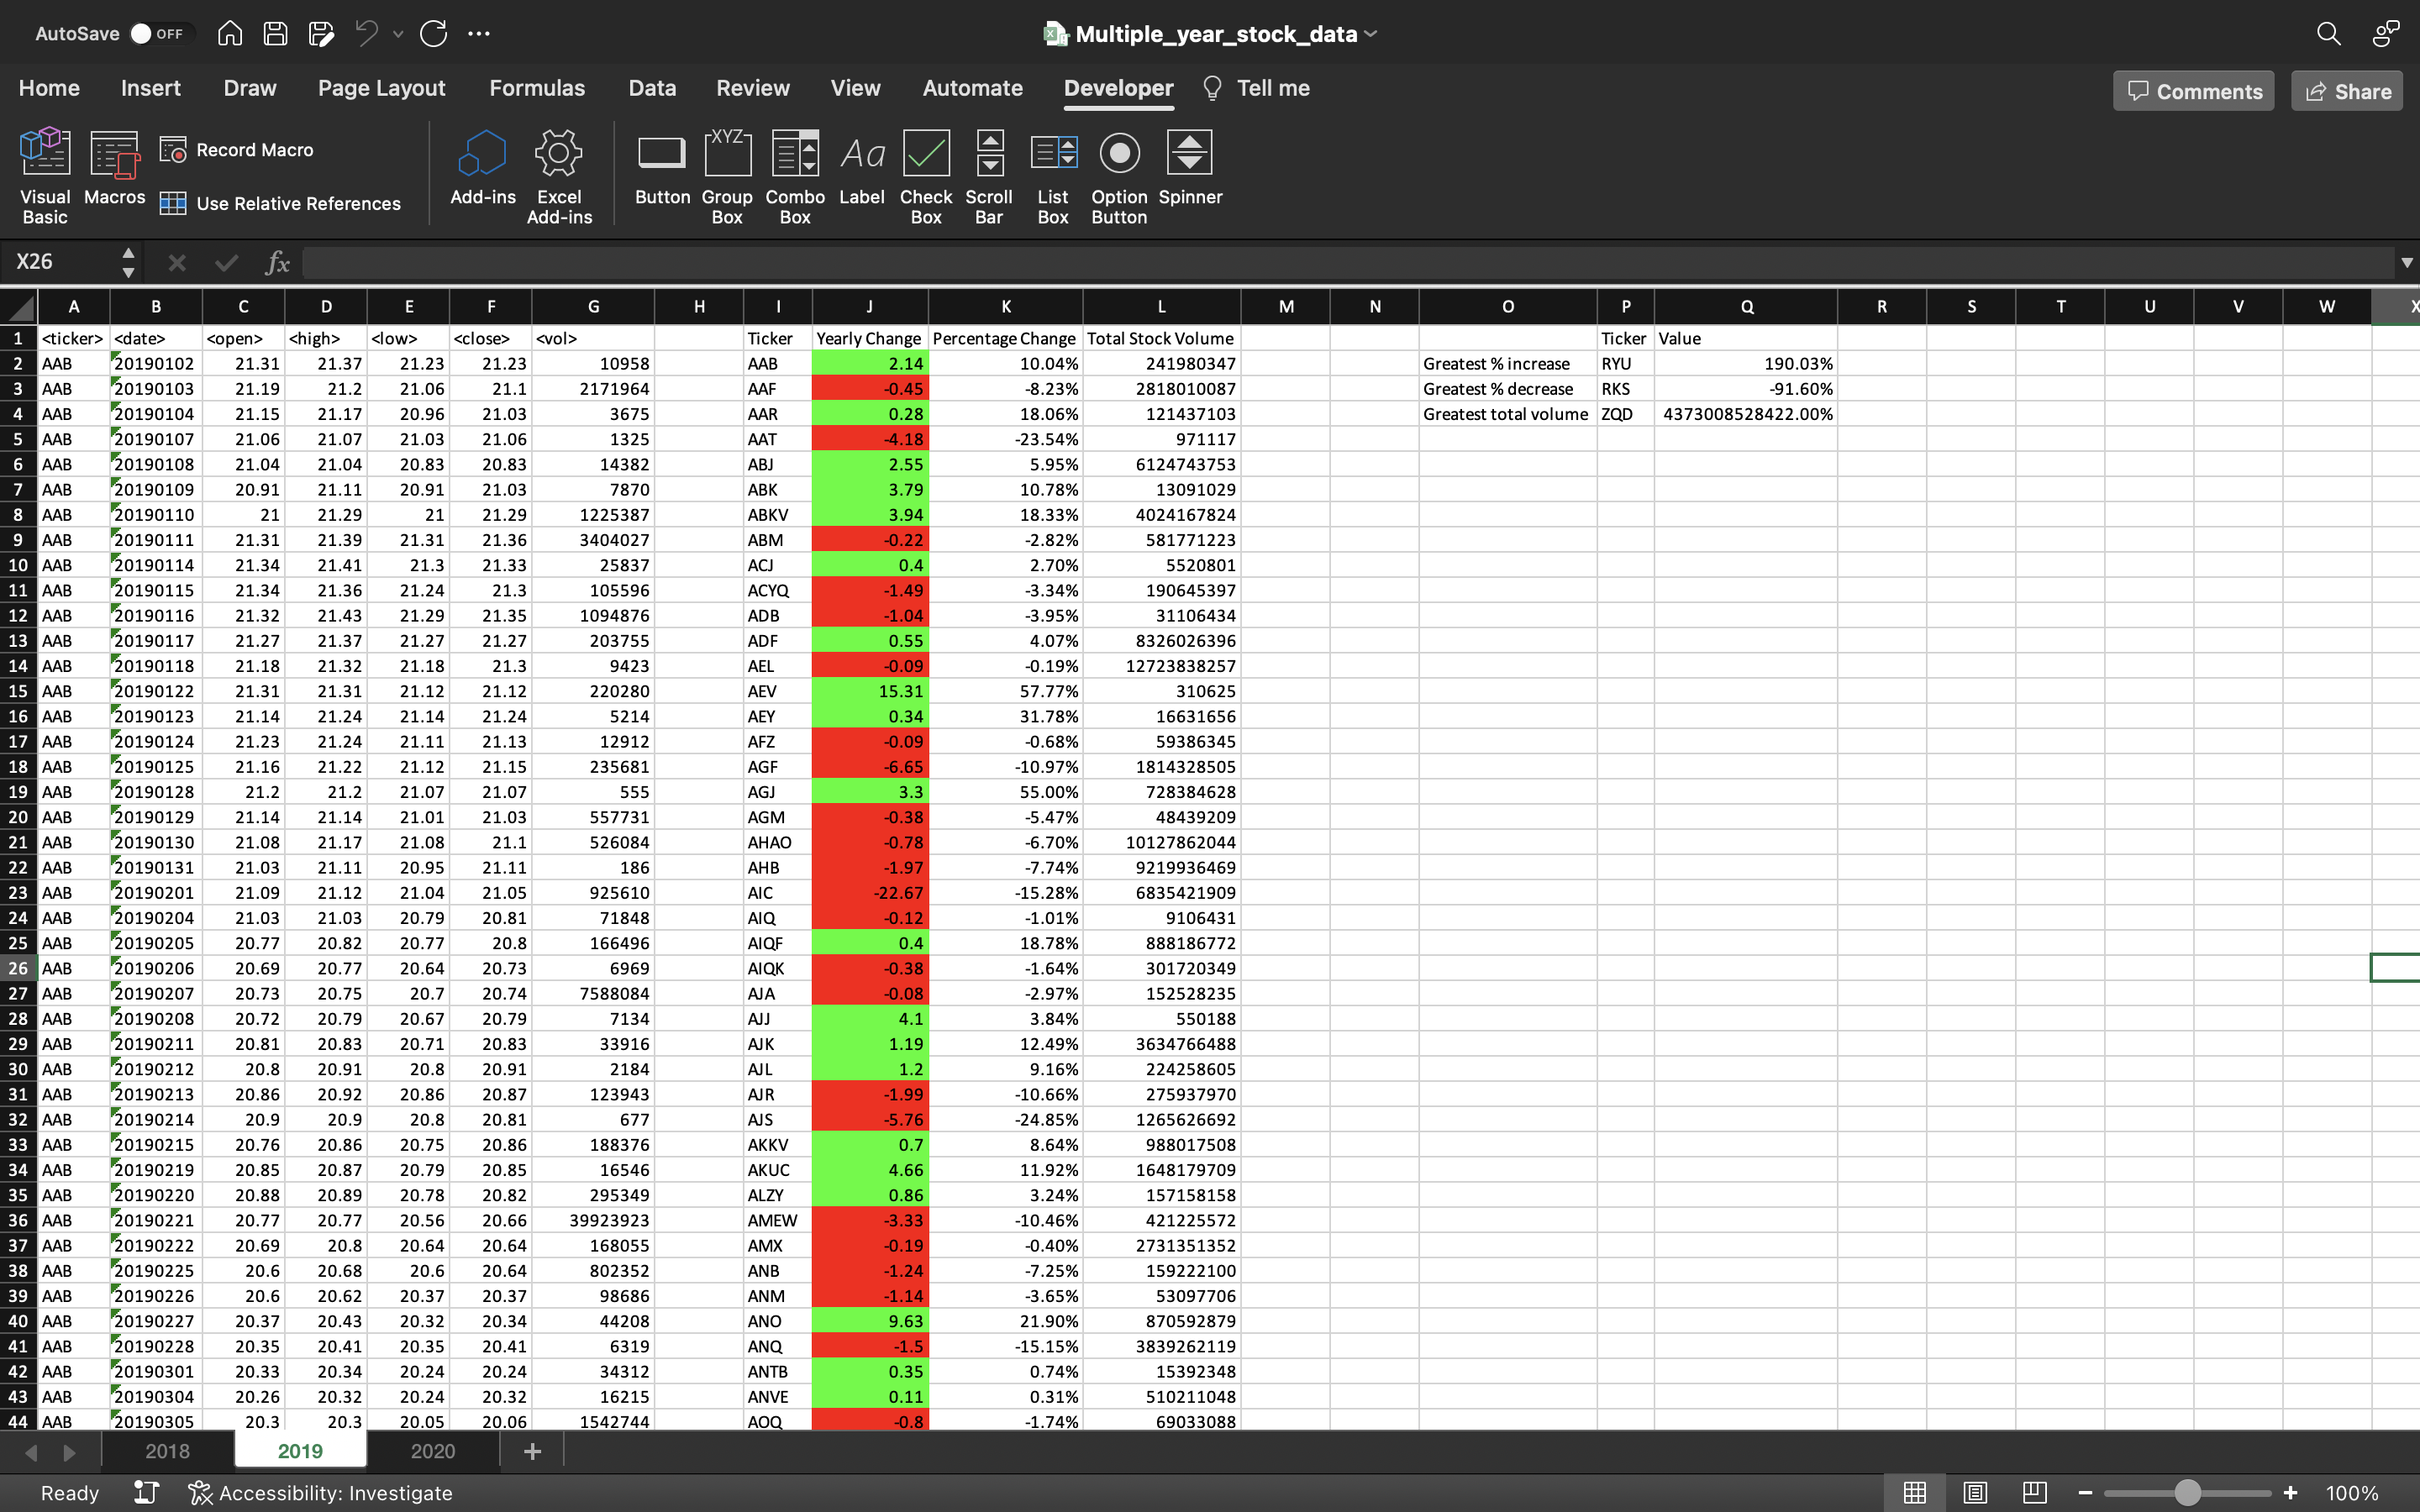 AutoSave OFF Multiple_year_stock_data
Home Insert Draw Page Layout Formulas Data Review View Automate Developer Tell me Comments Share
Visual Basic Macros Record Macro Use Relative References Add-ins Excel Add-ins Button XYZ Group Box Combo Box Aa Label Check Box Scroll Bar List Box Option Button Spinner
X26 fx
A B C D E F G H I J K L M N O P Q R S T U V W X
1 <ticker> <date> <open> <high> <low> <close> <vol> Ticker Yearly Change Percentage Change Total Stock Volume Ticker Value
2 AAB 20190102 21.31 21.37 21.23 21.23 10958 AAB 2.14 10.04% 241980347 Greatest % increase RYU 190.03%
3 AAB 20190103 21.19 21.2 21.06 21.1 2171964 AAF -0.45 -8.23% 2818010087 Greatest % decrease RKS -91.60%
4 AAB 20190104 21.15 21.17 20.96 21.03 3675 AAR 0.28 18.06% 121437103 Greatest total volume ZQD 4373008528422.00%
5 AAB 20190107 21.06 21.07 21.03 21.06 1325 AAT -4.18 -23.54% 971117
6 AAB 20190108 21.04 21.04 20.83 20.83 14382 ABJ 2.55 5.95% 6124743753
7 AAB 20190109 20.91 21.11 20.91 21.03 7870 ABK 3.79 10.78% 13091029
8 AAB 20190110 21 21.29 21 21.29 1225387 ABKV 3.94 18.33% 4024167824
9 AAB 20190111 21.31 21.39 21.31 21.36 3404027 ABM -0.22 -2.82% 581771223
10 AAB 20190114 21.34 21.41 21.3 21.33 25837 ACJ 0.4 2.70% 5520801
11 AAB 20190115 21.34 21.36 21.24 21.3 105596 ACYQ -1.49 -3.34% 190645397
12 AAB 20190116 21.32 21.43 21.29 21.35 1094876 ADB -1.04 -3.95% 31106434
13 AAB 20190117 21.27 21.37 21.27 21.27 203755 ADF 0.55 4.07% 8326026396
14 AAB 20190118 21.18 21.32 21.18 21.3 9423 AEL -0.09 -0.19% 12723838257
15 AAB 20190122 21.31 21.31 21.12 21.12 220280 AEV 15.31 57.77% 310625
16 AAB 20190123 21.14 21.24 21.14 21.24 5214 AEY 0.34 31.78% 16631656
17 AAB 20190124 21.23 21.24 21.11 21.13 12912 AFZ -0.09 -0.68% 59386345
18 AAB 20190125 21.16 21.22 21.12 21.15 235681 AGF -6.65 -10.97% 1814328505
19 AAB 20190128 21.2 21.2 21.07 21.07 555 AGJ 3.3 55.00% 728384628
20 AAB 20190129 21.14 21.14 21.01 21.03 557731 AGM -0.38 -5.47% 48439209
21 AAB 20190130 21.08 21.17 21.08 21.1 526084 AHAO -0.78 -6.70% 10127862044
22 AAB 20190131 21.03 21.11 20.95 21.11 186 AHB -1.97 -7.74% 9219936469
23 AAB 20190201 21.09 21.12 21.04 21.05 925610 AIC -22.67 -15.28% 6835421909
24 AAB 20190204 21.03 21.03 20.79 20.81 71848 AIQ -0.12 -1.01% 9106431
25 AAB 20190205 20.77 20.82 20.77 20.8 166496 AIQF 0.4 18.78% 888186772
26 AAB 20190206 20.69 20.77 20.64 20.73 6969 AIQK -0.38 -1.64% 301720349
27 AAB 20190207 20.73 20.75 20.7 20.74 7588084 AJA -0.08 -2.97% 152528235
28 AAB 20190208 20.72 20.79 20.67 20.79 7134 AJJ 4.1 3.84% 550188
29 AAB 20190211 20.81 20.83 20.71 20.83 33916 AJK 1.19 12.49% 3634766488
30 AAB 20190212 20.8 20.91 20.8 20.91 2184 AJL 1.2 9.16% 224258605
31 AAB 20190213 20.86 20.92 20.86 20.87 123943 AJR -1.99 -10.66% 275937970
32 AAB 20190214 20.9 20.9 20.8 20.81 677 AJS -5.76 -24.85% 1265626692
33 AAB 20190215 20.76 20.86 20.75 20.86 188376 AKKV 0.7 8.64% 988017508
34 AAB 20190219 20.85 20.87 20.79 20.85 16546 AKUC 4.66 11.92% 1648179709
35 AAB 20190220 20.88 20.89 20.78 20.82 295349 ALZY 0.86 3.24% 157158158
36 AAB 20190221 20.77 20.77 20.56 20.66 39923923 AMEW -3.33 -10.46% 421225572
37 AAB 20190222 20.69 20.8 20.64 20.64 168055 AMX -0.19 -0.40% 2731351352
38 AAB 20190225 20.6 20.68 20.6 20.64 802352 ANB -1.24 -7.25% 159222100
39 AAB 20190226 20.6 20.62 20.37 20.37 98686 ANM -1.14 -3.65% 53097706
40 AAB 20190227 20.37 20.43 20.32 20.34 44208 ANO 9.63 21.90% 870592879
41 AAB 20190228 20.35 20.41 20.35 20.41 6319 ANQ -1.5 -15.15% 3839262119
42 AAB 20190301 20.33 20.34 20.24 20.24 34312 ANTB 0.35 0.74% 15392348
43 AAB 20190304 20.26 20.32 20.24 20.32 16215 ANVE 0.11 0.31% 510211048
44 AAB 20190305 20.3 20.3 20.05 20.06 1542744 AOQ -0.8 -1.74% 69033088
2018 2019 2020
Ready Accessibility: Investigate 100%